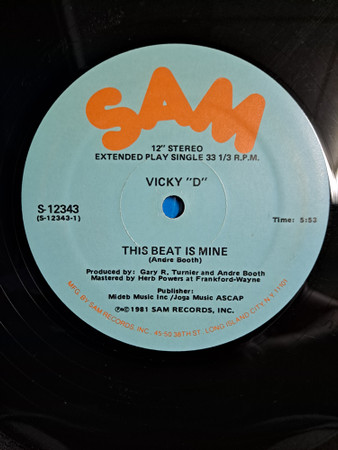 SAM
12" STEREO
EXTENDED PLAY SINGLE 33 1/3 R.P.M.
VICKY "D"
S-12343
(S-12343-1)
Time: 5:53
THIS BEAT IS MINE
(Andre Booth)
Produced by: Gary R. Turnier and Andre Booth
Mastered by Herb Powers at Frankford-Wayne
Publisher:
Mideb Music Inc/Joga Music ASCAP
℗©1981 SAM RECORDS, INC.
MFG. BY SAM RECORDS, INC. 45-50 38TH ST. LONG ISLAND CITY, N.Y. 11101